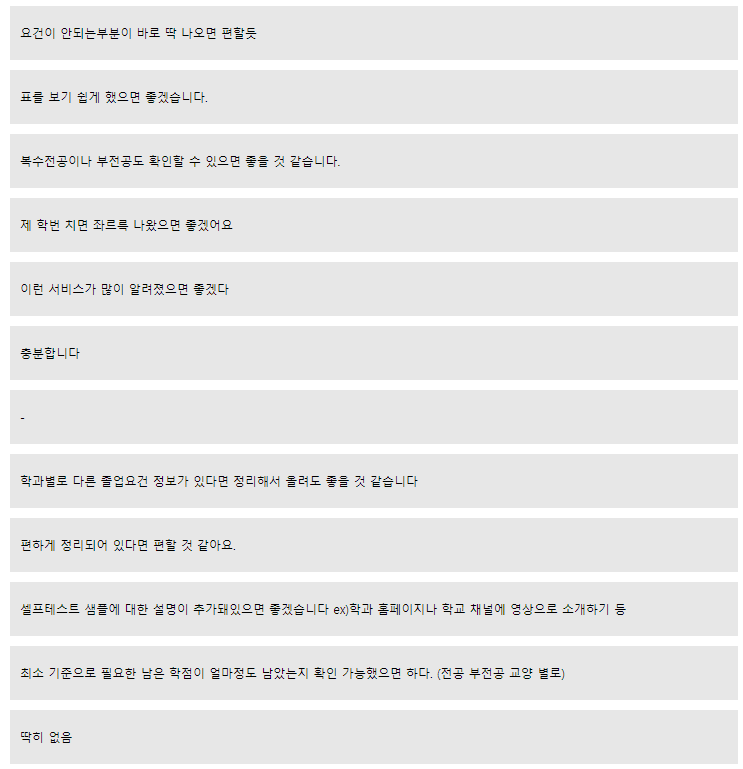 요건이 안되는부분이 바로 딱 나오면 편할듯
표를 보기 쉽게 했으면 좋겠습니다.
복수전공이나 부전공도 확인할 수 있으면 좋을 것 같습니다.
제 학번 치면 좌르륵 나왔으면 좋겠어요
이런 서비스가 많이 알려졌으면 좋겠다
충분합니다
-
학과별로 다른 졸업요건 정보가 있다면 정리해서 올려도 좋을 것 같습니다
편하게 정리되어 있다면 편할 것 같아요.
셀프테스트 샘플에 대한 설명이 추가돼있으면 좋겠습니다 ex)학과 홈페이지나 학교 채널에 영상으로 소개하기 등
최소 기준으로 필요한 남은 학점이 얼마정도 남았는지 확인 가능했으면 하다. (전공 부전공 교양 별로)
딱히 없음